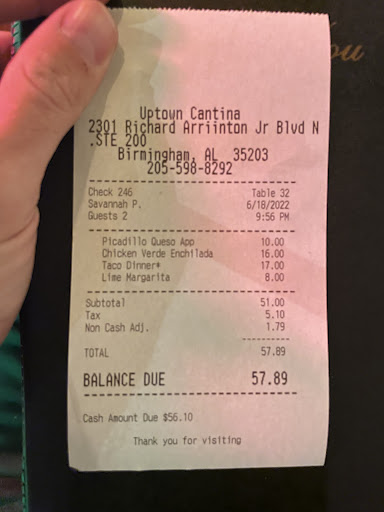 ou
Uptown Cantina
2301 Richard Arriinton Jr Blvd N
.STE 200
Birmingham, AL 35203
205-598-8292
Check 246 Table 32
Savannah P. 6/18/2022
Guests 2 9:56 PM
Picadillo Queso App 10.00
Chicken Verde Enchilada 16.00
Taco Dinner* 17.00
Lime Margarita 8.00
Subtotal 51.00
Tax 5.10
Non Cash Adj. 1.79
TOTAL 57.89
BALANCE DUE 57.89
Cash Amount Due $56.10
Thank you for visiting